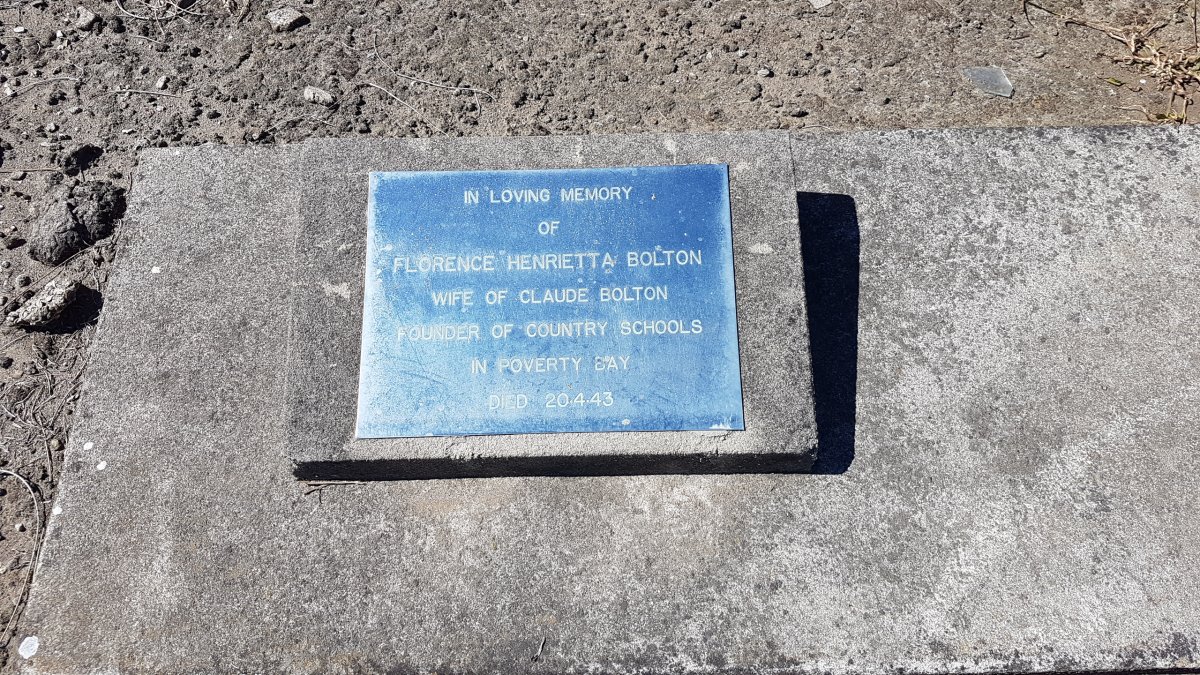 IN LOVING MEMORY
OF
FLORENCE HENRIETTA BOLTON
WIFE OF CLAUDE BOLTON
FOUNDER OF COUNTRY SCHOOLS
IN POVERTY BAY
DIED 20.4.43